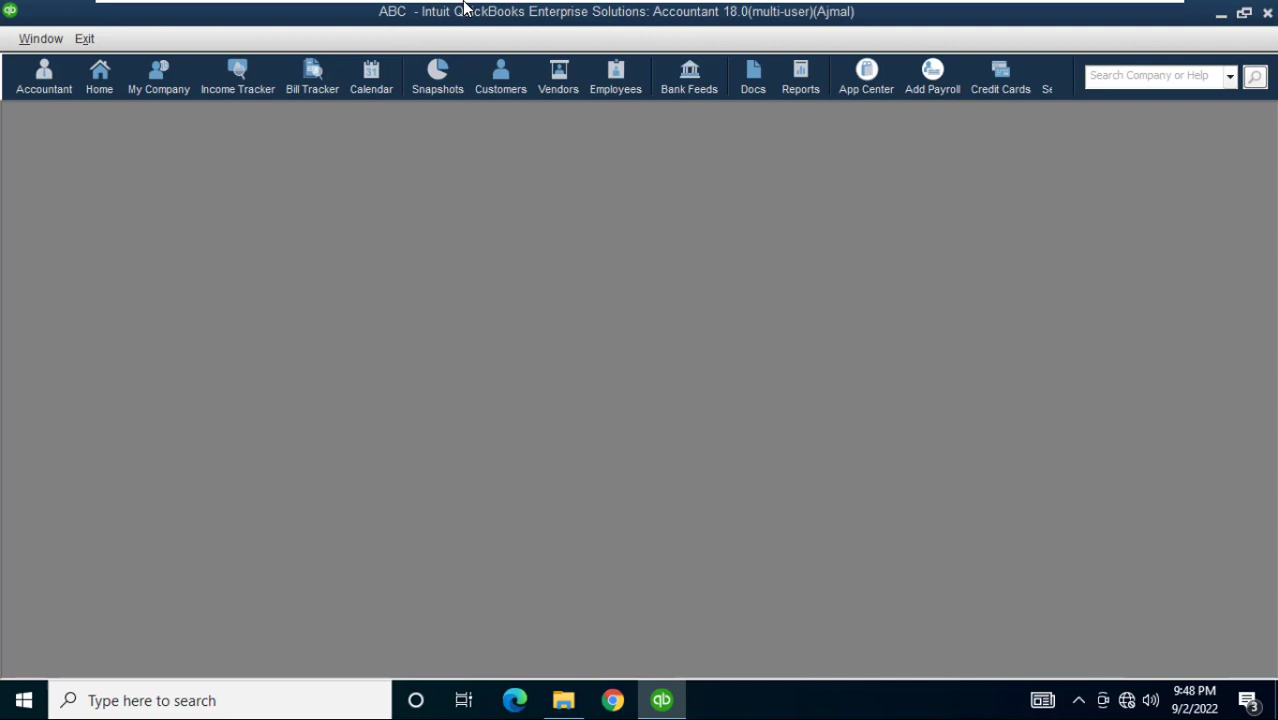 ABC - Intuit QuickBooks Enterprise Solutions: Accountant 18.0(multi-user)(Ajmal)
Window Exit
Accountant Home My Company Income Tracker Bill Tracker Calendar Snapshots Customers Vendors Employees Bank Feeds Docs Reports App Center Add Payroll Credit Cards Se Search Company or Help
Type here to search
9:48 PM
9/2/2022
3